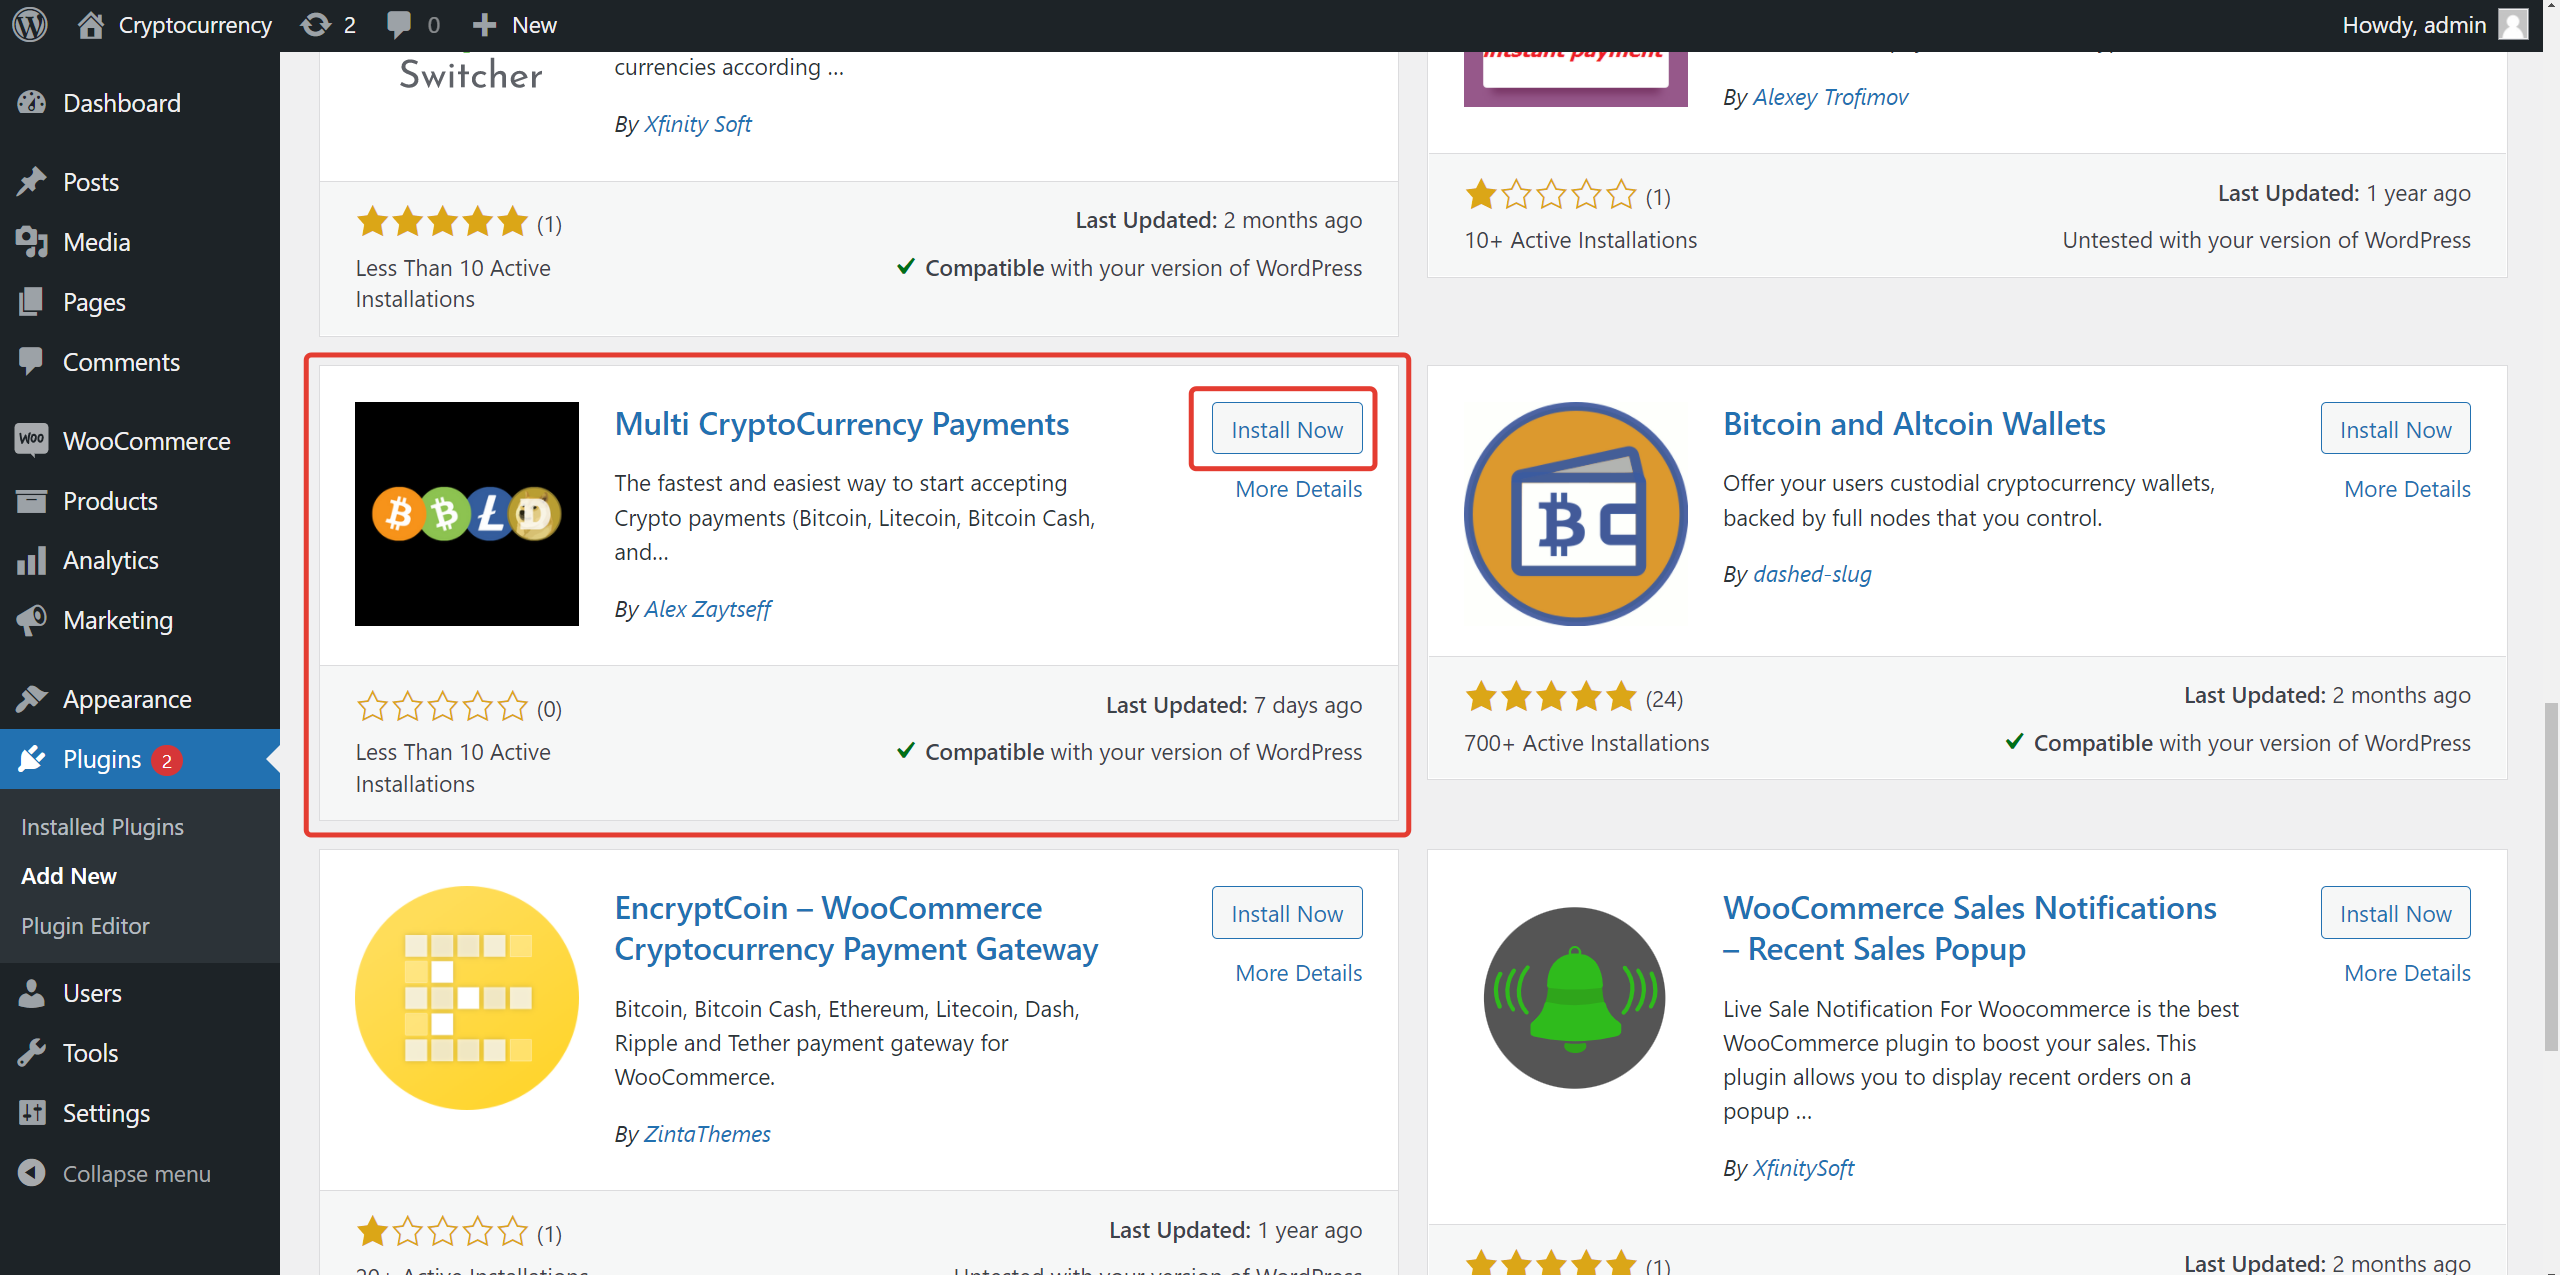 Cryptocurrency
2
0
New
Howdy, admin
Dashboard
Posts
Media
Pages
Comments
WooCommerce
Products
Analytics
Marketing
Appearance
Plugins 2
Installed Plugins
Add New
Plugin Editor
Users
Tools
Settings
Collapse menu
Switcher
currencies according ...
By Xfinity Soft
(1)
Less Than 10 Active
Installations
Last Updated: 2 months ago
Compatible with your version of WordPress
instant payment
By Alexey Trofimov
(1)
10+ Active Installations
Last Updated: 1 year ago
Untested with your version of WordPress
Multi CryptoCurrency Payments
The fastest and easiest way to start accepting
Crypto payments (Bitcoin, Litecoin, Bitcoin Cash,
and...
By Alex Zaytseff
Install Now
More Details
(0)
Less Than 10 Active
Installations
Last Updated: 7 days ago
Compatible with your version of WordPress
Bitcoin and Altcoin Wallets
Offer your users custodial cryptocurrency wallets,
backed by full nodes that you control.
By dashed-slug
Install Now
More Details
(24)
700+ Active Installations
Last Updated: 2 months ago
Compatible with your version of WordPress
EncryptCoin – WooCommerce
Cryptocurrency Payment Gateway
Bitcoin, Bitcoin Cash, Ethereum, Litecoin, Dash,
Ripple and Tether payment gateway for
WooCommerce.
By ZintaThemes
Install Now
More Details
(1)
20+ Active Installations
Last Updated: 1 year ago
Untested with your version of WordPress
WooCommerce Sales Notifications
– Recent Sales Popup
Live Sale Notification For Woocommerce is the best
WooCommerce plugin to boost your sales. This
plugin allows you to display recent orders on a
popup ...
By XfinitySoft
Install Now
More Details
(1)
Last Updated: 2 months ago